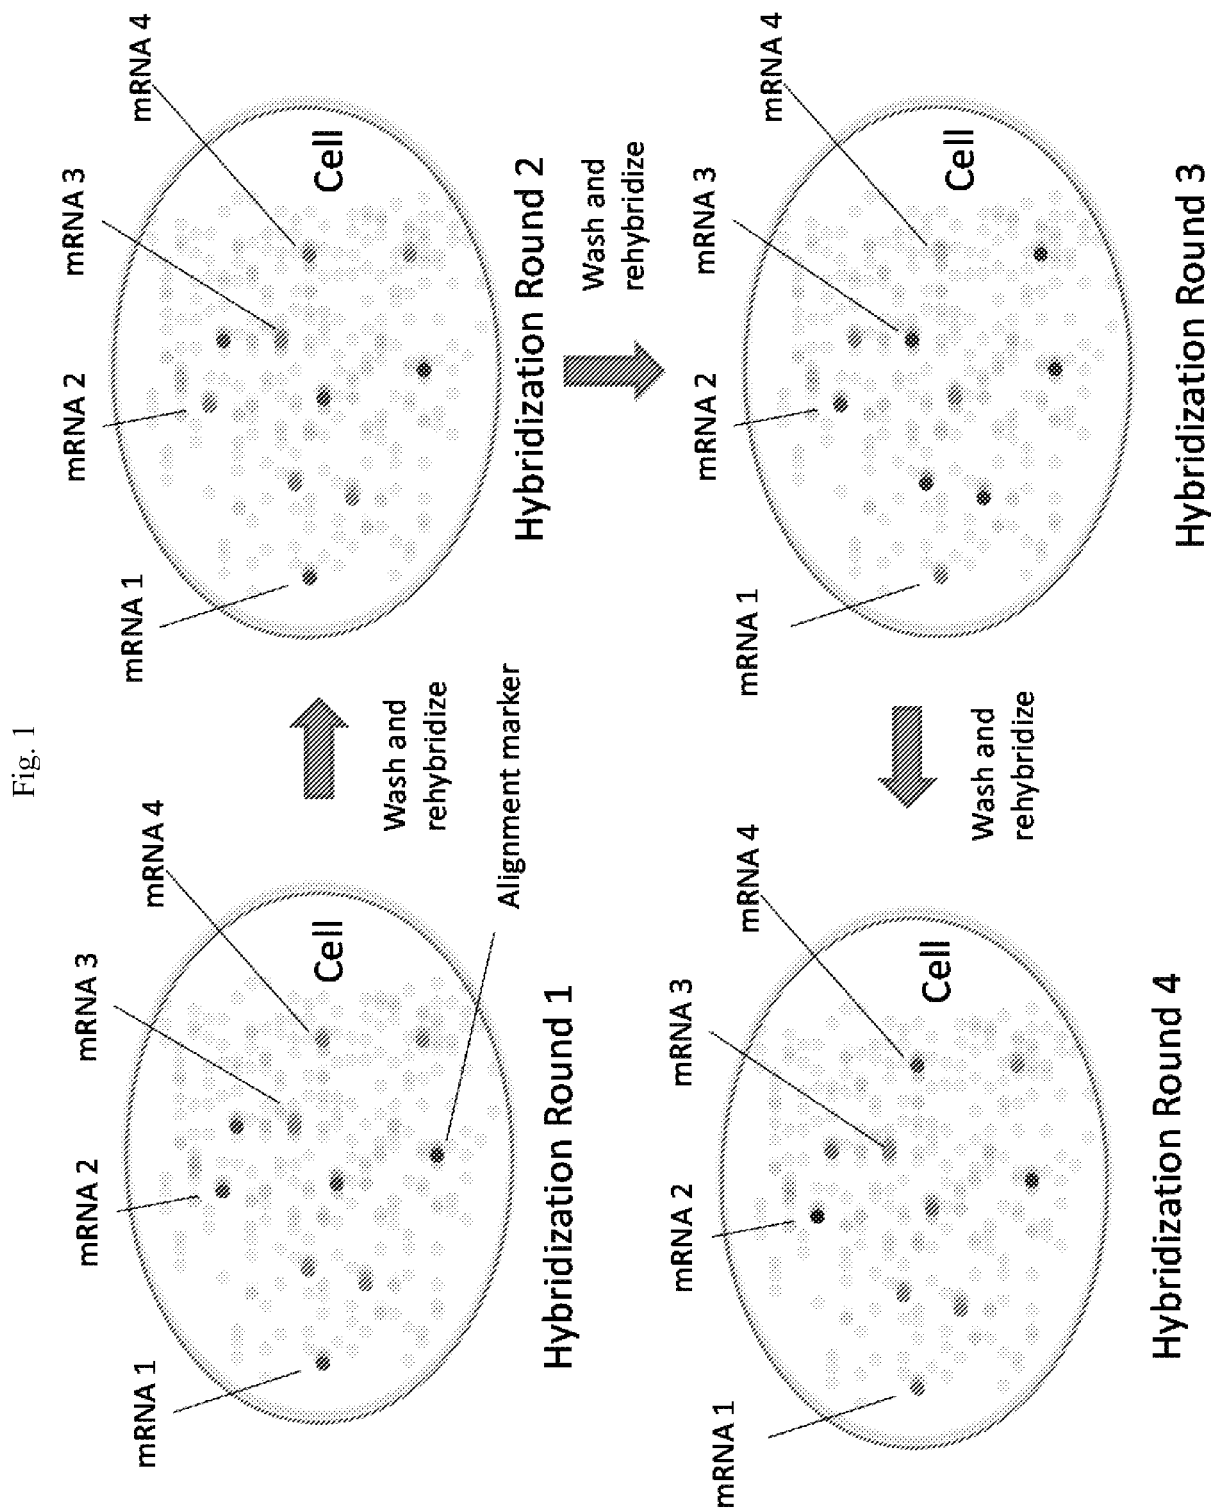 Fig. 1
mRNA 1
mRNA 2
mRNA 3
mRNA 4
Cell
Alignment marker
Hybridization Round 1
Wash and
rehybridize
mRNA 1
mRNA 2
mRNA 3
mRNA 4
Cell
Hybridization Round 2
Wash and
rehybridize
mRNA 1
mRNA 2
mRNA 3
mRNA 4
Cell
Hybridization Round 3
Wash and
rehybridize
mRNA 1
mRNA 2
mRNA 3
mRNA 4
Cell
Hybridization Round 4